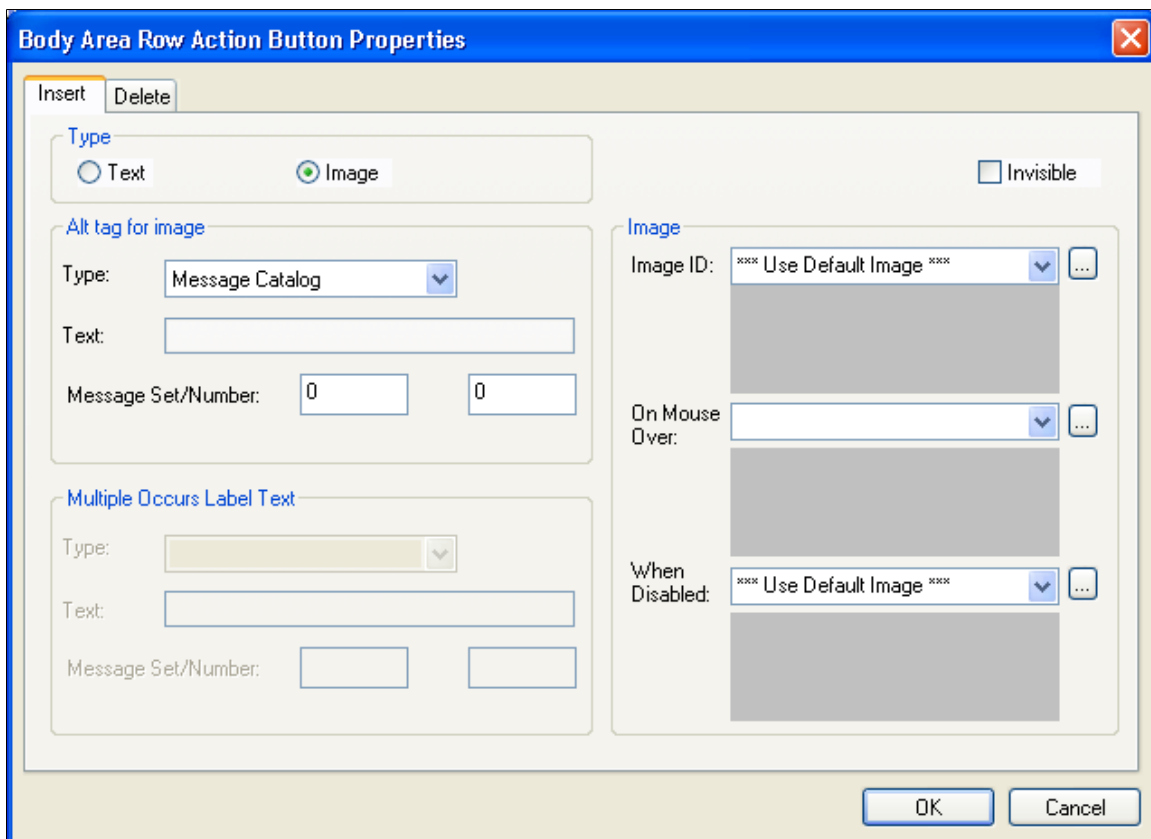 Body Area Row Action Button Properties
Insert
Delete
Type
Text
Image
Invisible
Alt tag for image
Type:
Message Catalog
Text:
Message Set/Number:
0
0
Multiple Occurs Label Text
Type:
Text:
Message Set/Number:
Image
Image ID:
*** Use Default Image ***
...
On Mouse
Over:
...
When
Disabled:
*** Use Default Image ***
...
OK
Cancel